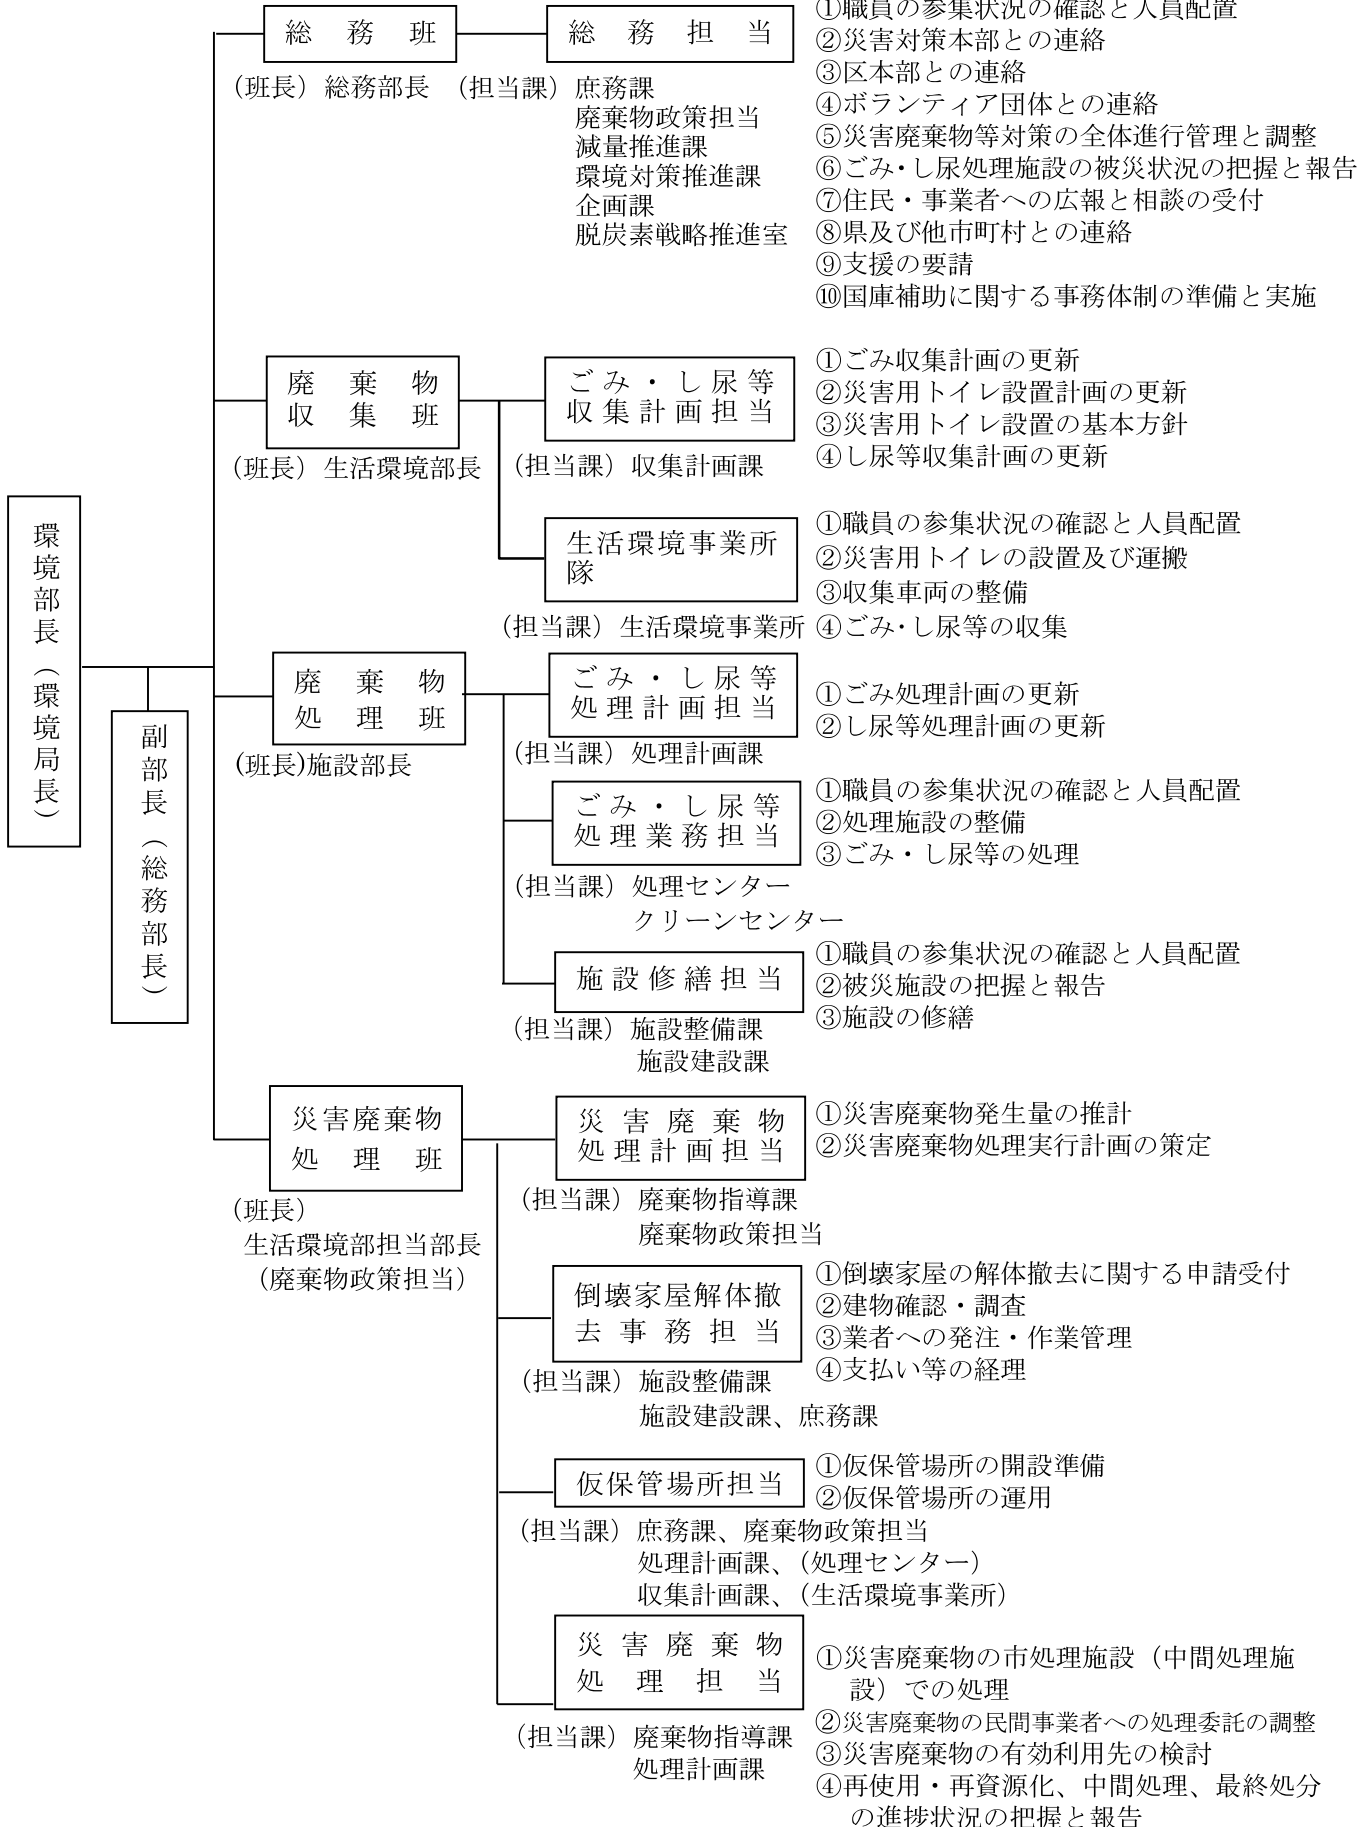 環境部長（環境局長）
副部長（総務部長）
総務班
（班長）総務部長
総務担当
（担当課）庶務課
廃棄物政策担当
減量推進課
環境対策推進課
企画課
脱炭素戦略推進室
①職員の参集状況の確認と人員配置
②災害対策本部との連絡
③区本部との連絡
④ボランティア団体との連絡
⑤災害廃棄物等対策の全体進行管理と調整
⑥ごみ・し尿処理施設の被災状況の把握と報告
⑦住民・事業者への広報と相談の受付
⑧県及び他市町村との連絡
⑨支援の要請
⑩国庫補助に関する事務体制の準備と実施
廃棄物
収集班
（班長）生活環境部長
ごみ・し尿等
収集計画担当
（担当課）収集計画課
①ごみ収集計画の更新
②災害用トイレ設置計画の更新
③災害用トイレ設置の基本方針
④し尿等収集計画の更新
生活環境事業所
隊
（担当課）生活環境事業所
①職員の参集状況の確認と人員配置
②災害用トイレの設置及び運搬
③収集車両の整備
④ごみ・し尿等の収集
廃棄物
処理班
(班長)施設部長
ごみ・し尿等
処理計画担当
（担当課）処理計画課
①ごみ処理計画の更新
②し尿等処理計画の更新
ごみ・し尿等
処理業務担当
（担当課）処理センター
クリーンセンター
①職員の参集状況の確認と人員配置
②処理施設の整備
③ごみ・し尿等の処理
施設修繕担当
（担当課）施設整備課
施設建設課
①職員の参集状況の確認と人員配置
②被災施設の把握と報告
③施設の修繕
災害廃棄物
処理班
（班長）
生活環境部担当部長
（廃棄物政策担当）
災害廃棄物
処理計画担当
（担当課）廃棄物指導課
廃棄物政策担当
①災害廃棄物発生量の推計
②災害廃棄物処理実行計画の策定
倒壊家屋解体撤
去事務担当
（担当課）施設整備課
施設建設課、庶務課
①倒壊家屋の解体撤去に関する申請受付
②建物確認・調査
③業者への発注・作業管理
④支払い等の経理
仮保管場所担当
（担当課）庶務課、廃棄物政策担当
処理計画課、（処理センター）
収集計画課、（生活環境事業所）
①仮保管場所の開設準備
②仮保管場所の運用
災害廃棄物
処理担当
（担当課）廃棄物指導課
処理計画課
①災害廃棄物の市処理施設（中間処理施
設）での処理
②災害廃棄物の民間事業者への処理委託の調整
③災害廃棄物の有効利用先の検討
④再使用・再資源化、中間処理、最終処分
の進捗状況の把握と報告